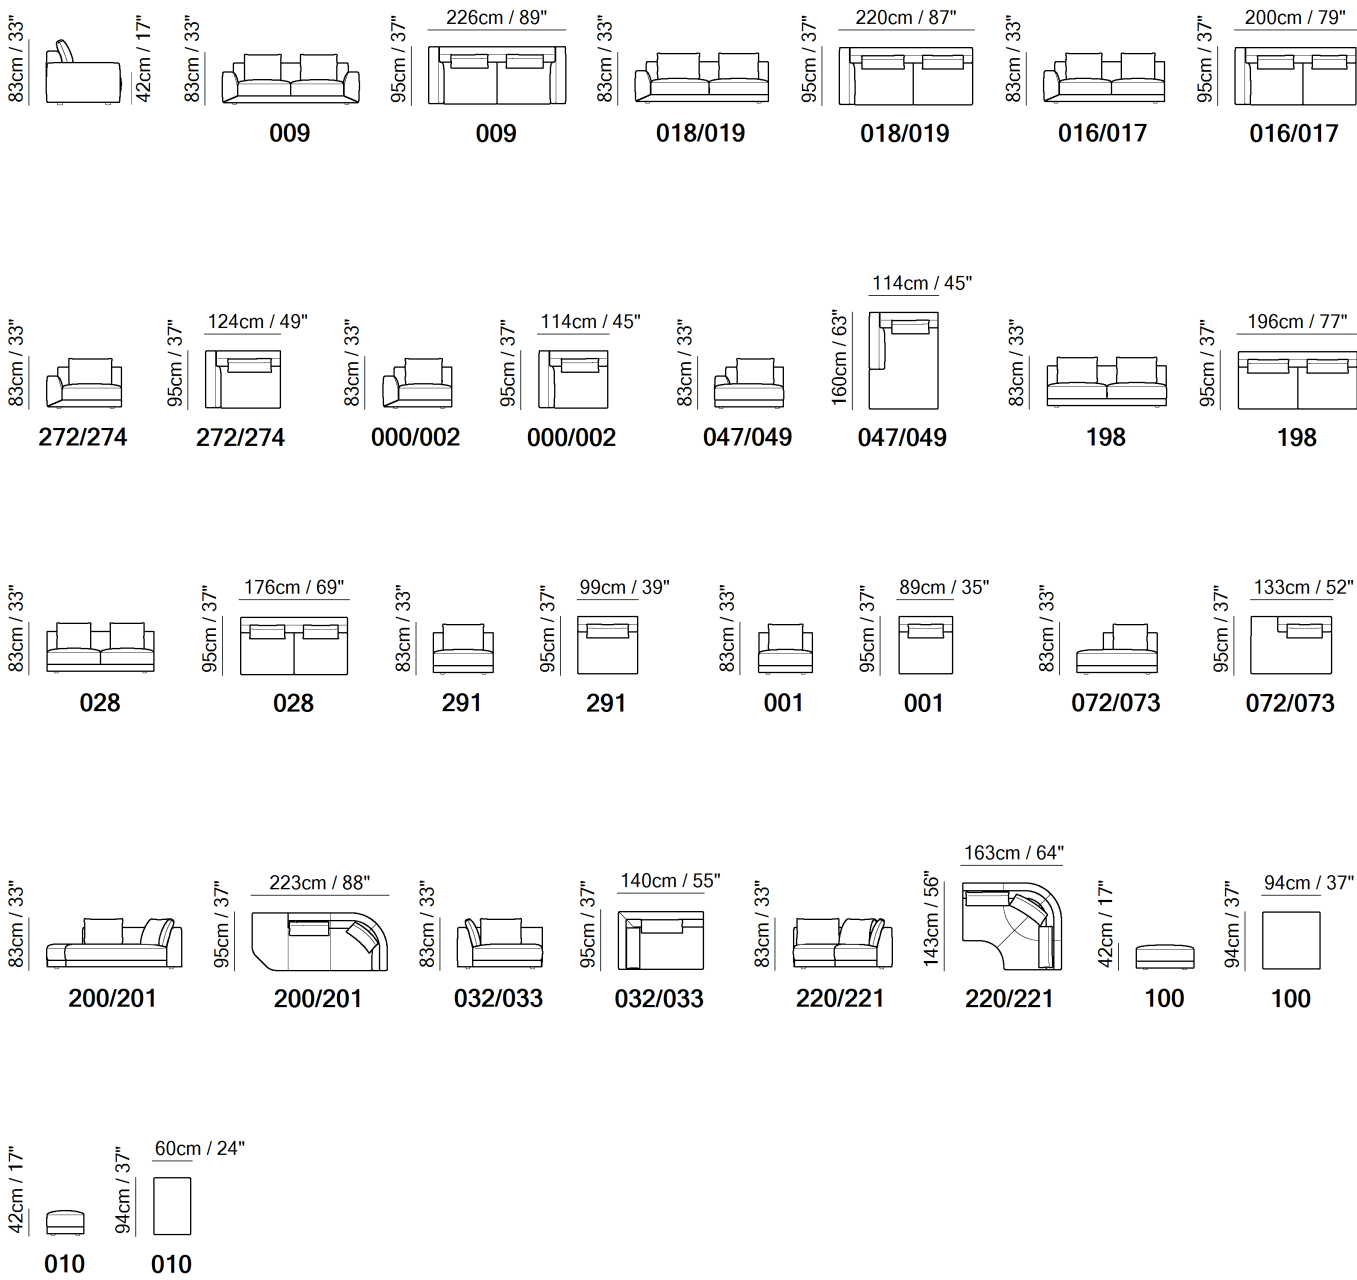 83cm / 33"
42cm / 17"
83cm / 33"
009
95cm / 37"
226cm / 89"
009
83cm / 33"
018/019
95cm / 37"
220cm / 87"
018/019
83cm / 33"
016/017
95cm / 37"
200cm / 79"
016/017
83cm / 33"
272/274
95cm / 37"
124cm / 49"
272/274
83cm / 33"
000/002
95cm / 37"
114cm / 45"
000/002
83cm / 33"
047/049
160cm / 63"
114cm / 45"
047/049
83cm / 33"
198
95cm / 37"
196cm / 77"
198
83cm / 33"
028
95cm / 37"
176cm / 69"
028
83cm / 33"
291
95cm / 37"
99cm / 39"
291
83cm / 33"
001
95cm / 37"
89cm / 35"
001
83cm / 33"
072/073
95cm / 37"
133cm / 52"
072/073
83cm / 33"
200/201
95cm / 37"
223cm / 88"
200/201
83cm / 33"
032/033
95cm / 37"
140cm / 55"
032/033
83cm / 33"
220/221
143cm / 56"
163cm / 64"
220/221
42cm / 17"
100
94cm / 37"
94cm / 37"
100
42cm / 17"
010
94cm / 37"
60cm / 24"
010